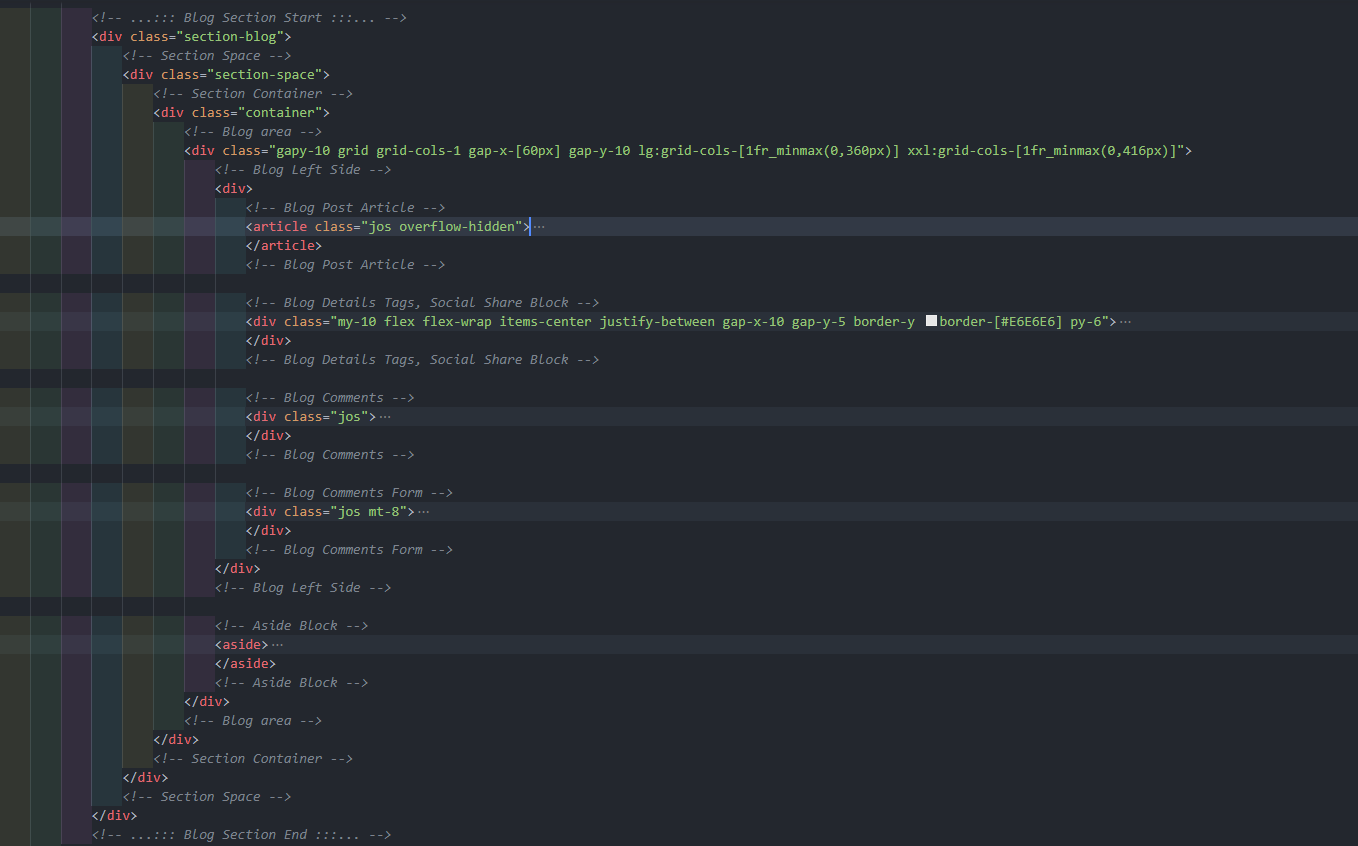 <!-- ...::: Blog Section Start :::... -->
<div class="section-blog">
<!-- Section Space -->
<div class="section-space">
<!-- Section Container -->
<div class="container">
<!-- Blog area -->
<div class="gapy-10 grid grid-cols-1 gap-x-[60px] gap-y-10 lg:grid-cols-[1fr_minmax(0,360px)] xxl:grid-cols-[1fr_minmax(0,416px)]">
<!-- Blog Left Side -->
<div>
<!-- Blog Post Article -->
<article class="jos overflow-hidden">···
</article>
<!-- Blog Post Article -->
<!-- Blog Details Tags, Social Share Block -->
<div class="my-10 flex flex-wrap items-center justify-between gap-x-10 gap-y-5 border-y border-[#E6E6E6] py-6">···
</div>
<!-- Blog Details Tags, Social Share Block -->
<!-- Blog Comments -->
<div class="jos">···
</div>
<!-- Blog Comments -->
<!-- Blog Comments Form -->
<div class="jos mt-8">···
</div>
<!-- Blog Comments Form -->
</div>
<!-- Blog Left Side -->
<!-- Aside Block -->
<aside>···
</aside>
<!-- Aside Block -->
</div>
<!-- Blog area -->
</div>
<!-- Section Container -->
</div>
<!-- Section Space -->
</div>
<!-- ...::: Blog Section End :::... -->